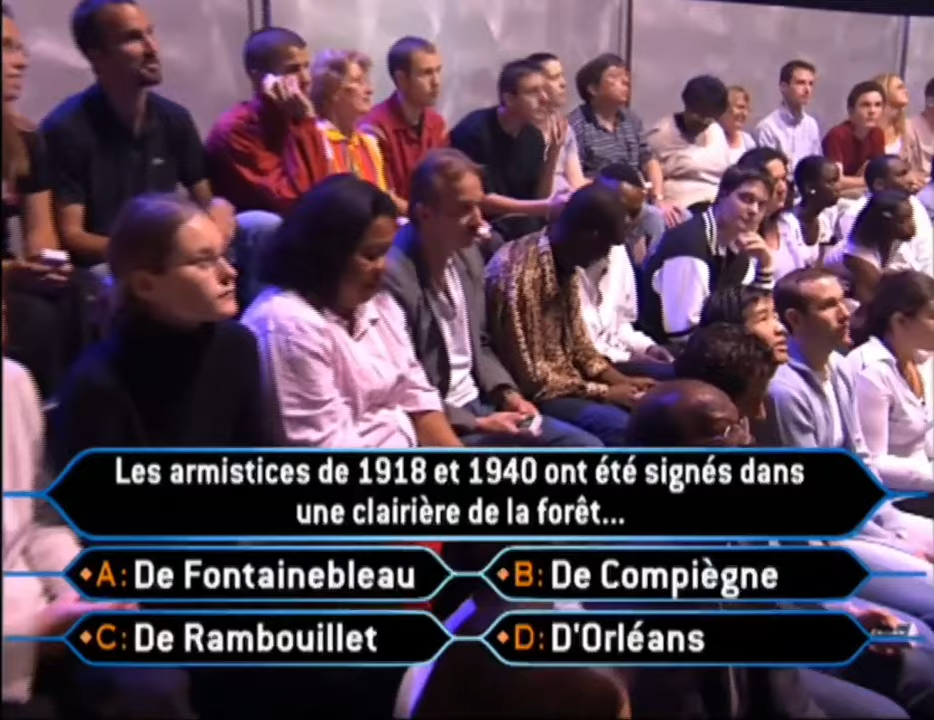 Les armistices de 1918 et 1940 ont été signés dans
une clairière de la forêt...
A: De Fontainebleau
B: De Compiègne
C: De Rambouillet
D: D'Orléans